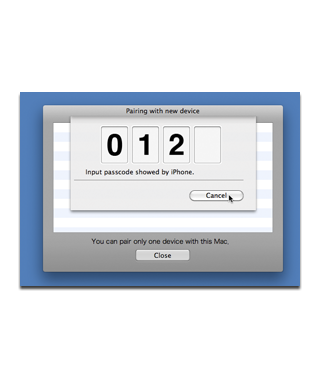 Pairing with new device
0 1 2
Input passcode showed by iPhone.
Cancel
You can pair only one device with this Mac.
Close